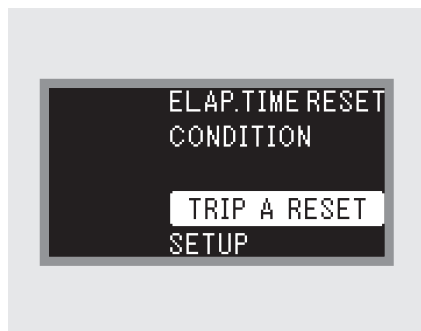 ELAP.TIME RESET
CONDITION
TRIP A RESET
SETUP